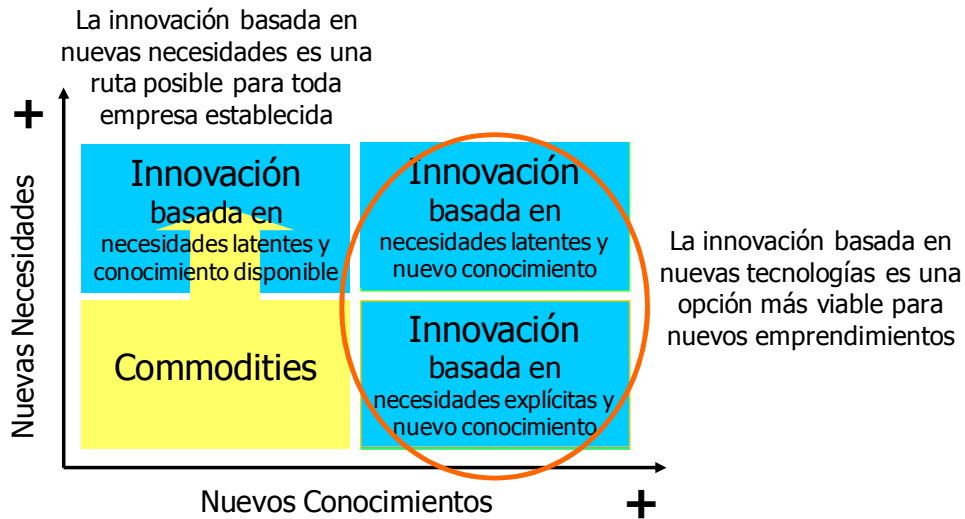 La innovación basada en
nuevas necesidades es una
ruta posible para toda
empresa establecida
+
Nuevas Necesidades
Innovación
basada en
necesidades latentes y
conocimiento disponible
Innovación
basada en
necesidades latentes y
nuevo conocimiento
La innovación basada en
nuevas tecnologías es una
opción más viable para
nuevos emprendimientos
Commodities
Innovación
basada en
necesidades explícitas y
nuevo conocimiento
Nuevos Conocimientos
+